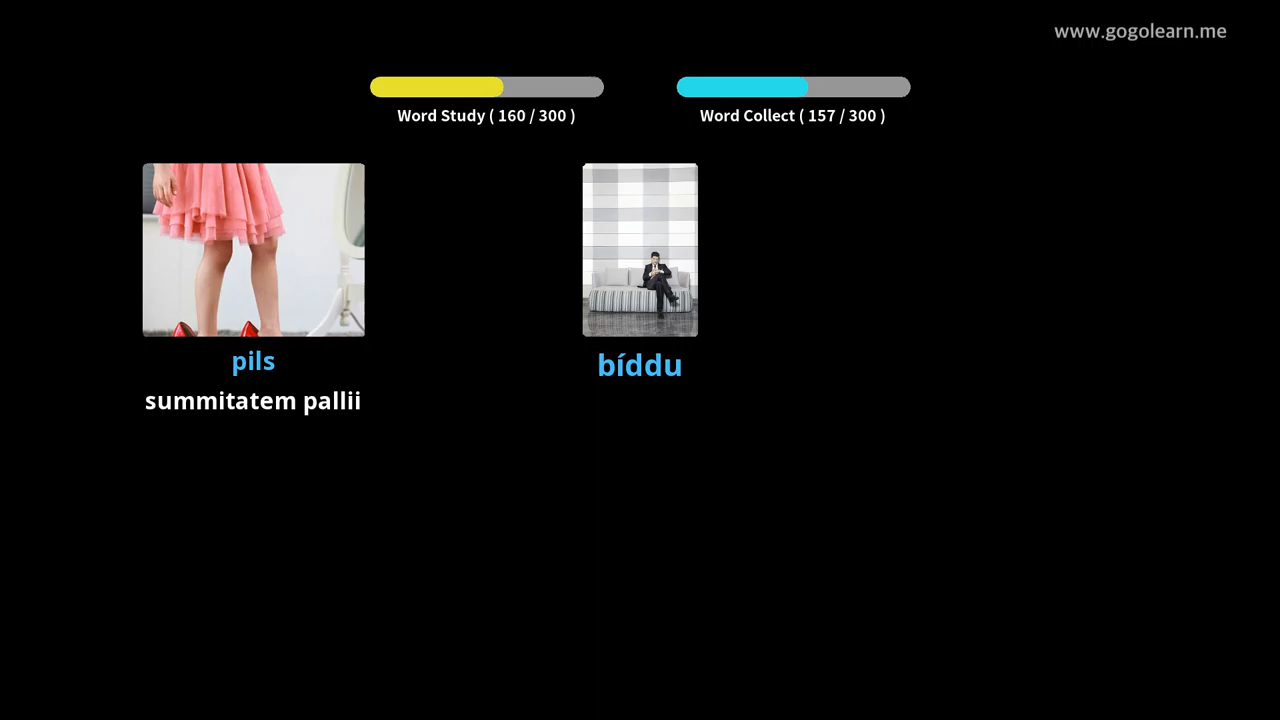 www.gogolearn.me
Word Study ( 160 / 300 )
Word Collect ( 157 / 300 )
pils
summitatem pallii
bíddu